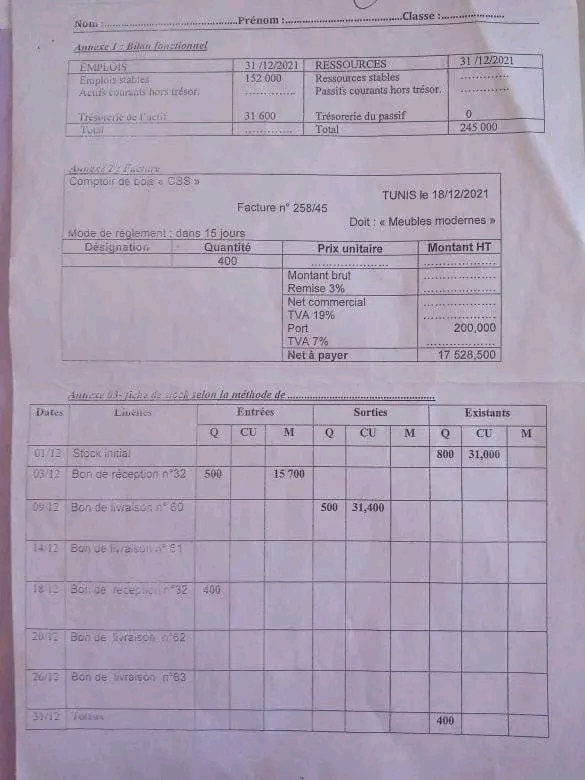 Nom :..............................Prénom :..............................Classe :.....................
Annexe 1 : Bilan fonctionnel
EMPLOIS 31 /12/2021 RESSOURCES 31 /12/2021
Emplois stables 152 000 Ressources stables ..............
Actifs courants hors trésor. .............. Passifs courants hors trésor. ..............
Trésorerie de l'actif 31 600 Trésorerie du passif 0
Total Total 245 000
Annexe 2 : Facture
Comptoir de bois « CBS »
TUNIS le 18/12/2021
Facture n° 258/45
Doit : « Meubles modernes »
Mode de règlement : dans 15 jours
Désignation Quantité Prix unitaire Montant HT
400 .................... ....................
Montant brut ....................
Remise 3% ....................
Net commercial ....................
TVA 19% ....................
Port 200,000
TVA 7% ....................
Net à payer 17 528,500
Annexe 03- fiche de stock selon la méthode de ........................................
Dates Libellés Entrées Sorties Existants
Q CU M Q CU M Q CU M
01/12 Stock initial 800 31,000
03/12 Bon de réception n°32 500 15 700
09/12 Bon de livraison n° 60 500 31,400
14/12 Bon de livraison n° 61
18/12 Bon de réception n°32 400
20/12 Bon de livraison n°62
26/12 Bon de livraison n°63
31/12 Totaux 400